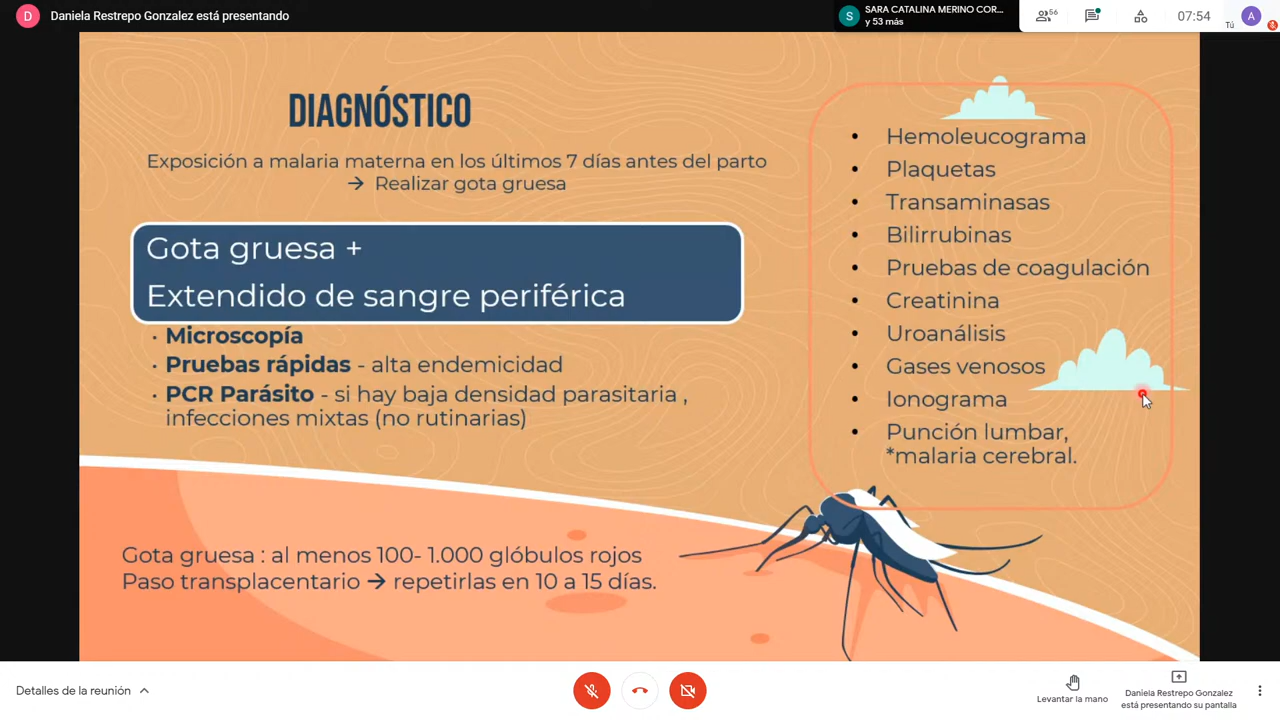 D Daniela Restrepo Gonzalez está presentando
S SARA CATALINA MERINO COR...
y 53 más
56
07:54
Tú
A
DIAGNÓSTICO
Exposición a malaria materna en los últimos 7 días antes del parto
→ Realizar gota gruesa
Gota gruesa +
Extendido de sangre periférica
· Microscopía
· Pruebas rápidas - alta endemicidad
· PCR Parásito - si hay baja densidad parasitaria ,
infecciones mixtas (no rutinarias)
• Hemoleucograma
• Plaquetas
• Transaminasas
• Bilirrubinas
• Pruebas de coagulación
• Creatinina
• Uroanálisis
• Gases venosos
• Ionograma
• Punción lumbar,
*malaria cerebral.
Gota gruesa : al menos 100- 1.000 glóbulos rojos
Paso transplacentario → repetirlas en 10 a 15 días.
Detalles de la reunión
Levantar la mano
Daniela Restrepo Gonzalez
está presentando su pantalla